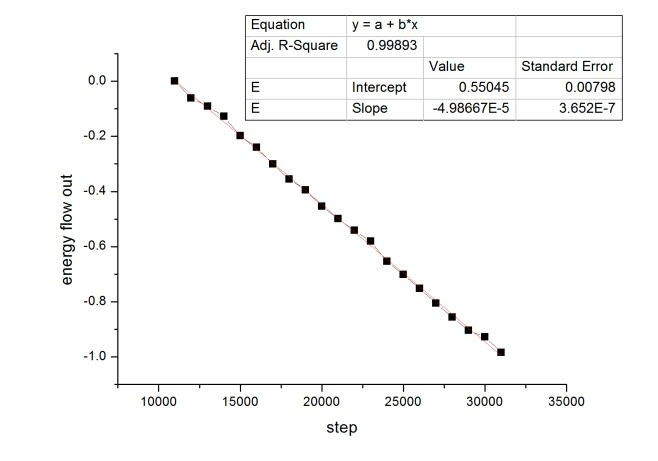 Equation y = a + b*x
Adj. R-Square 0.99893
Value Standard Error
E Intercept 0.55045 0.00798
E Slope -4.98667E-5 3.652E-7
0.0
-0.2
-0.4
-0.6
-0.8
-1.0
energy flow out
10000 15000 20000 25000 30000 35000
step